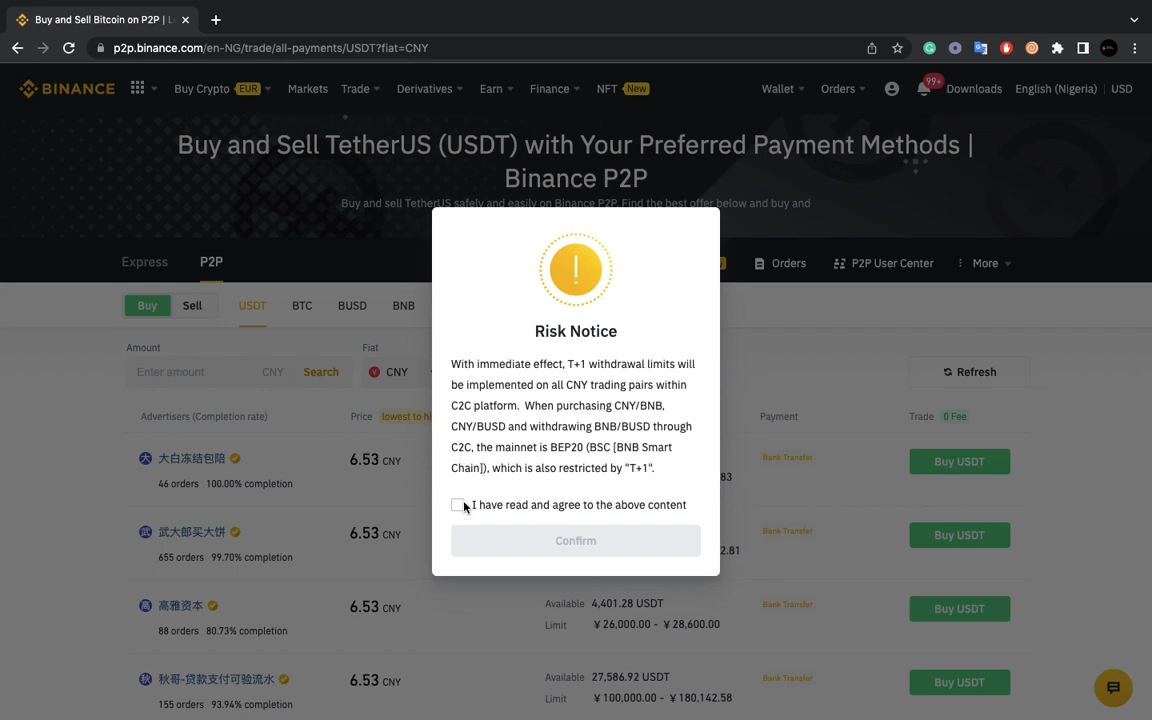 Buy and Sell Bitcoin on P2P |
p2p.binance.com/en-NG/trade/all-payments/USDT?fiat=CNY
BINANCE Buy Crypto EUR Markets Trade Derivatives Earn Finance NFT New Wallet Orders 99+ Downloads English (Nigeria) USD
Buy and Sell TetherUS (USDT) with Your Preferred Payment Methods |
Binance P2P
Buy and sell TetherUS safely and easily on Binance P2P. Find the best offer below and buy and
Express P2P Orders P2P User Center More
Buy Sell USDT BTC BUSD BNB
Amount Fiat
Enter amount CNY Search CNY Refresh
Advertisers (Completion rate) Price lowest to hi Payment Trade 0 Fee
大 大白冻结包陪 6.53 CNY Bank Transfer Buy USDT
46 orders 100.00% completion 83
武 武大郎买大饼 6.53 CNY Bank Transfer Buy USDT
655 orders 99.70% completion 2.81
高 高雅资本 6.53 CNY Available 4,401.28 USDT Bank Transfer Buy USDT
88 orders 80.73% completion Limit ¥26,000.00 - ¥28,600.00
秋 秋哥-贷款支付可验流水 6.53 CNY Available 27,586.92 USDT Bank Transfer Buy USDT
155 orders 93.94% completion Limit ¥100,000.00 - ¥180,142.58
Risk Notice
With immediate effect, T+1 withdrawal limits will
be implemented on all CNY trading pairs within
C2C platform. When purchasing CNY/BNB,
CNY/BUSD and withdrawing BNB/BUSD through
C2C, the mainnet is BEP20 (BSC [BNB Smart
Chain]), which is also restricted by "T+1".
I have read and agree to the above content
Confirm